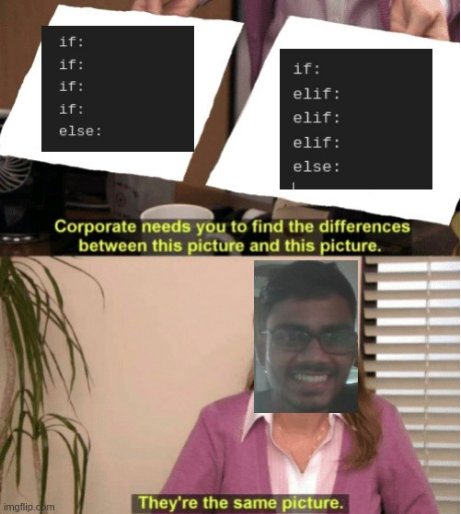 if:
if:
if:
if:
else:
if:
elif:
elif:
elif:
else:
Corporate needs you to find the differences
between this picture and this picture.
They're the same picture.
imgflip.com